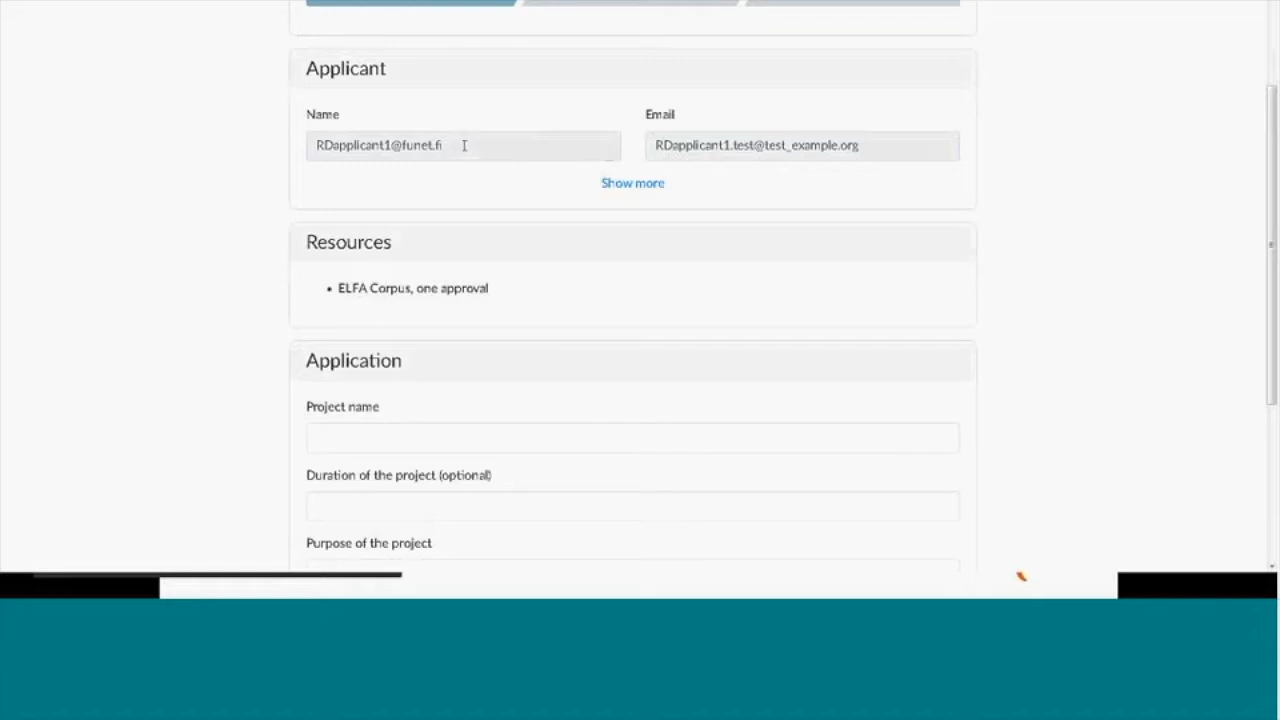 Applicant
Name Email
RDapplicant1@funet.fi RDapplicant1.test@test_example.org
Show more
Resources
• ELFA Corpus, one approval
Application
Project name
Duration of the project (optional)
Purpose of the project